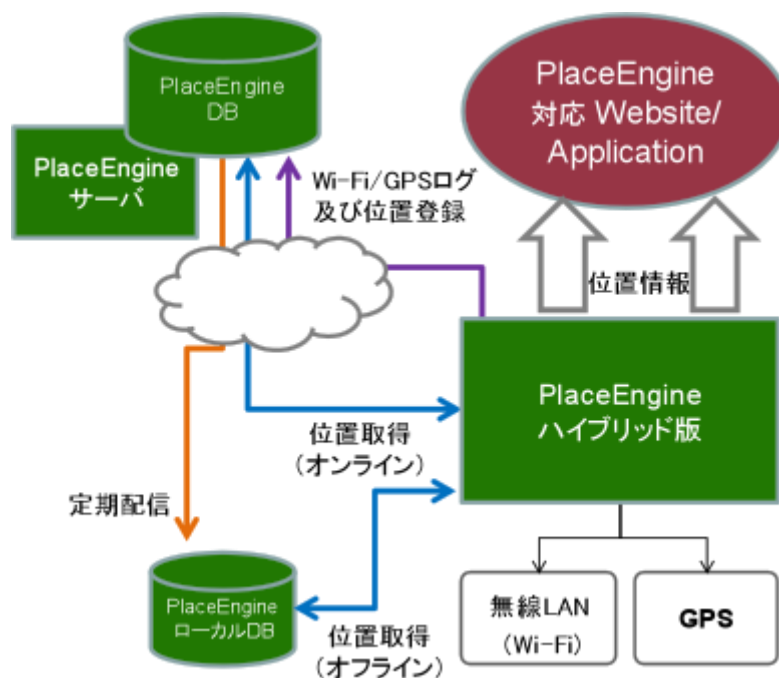 PlaceEngine
DB
PlaceEngine
サーバ
Wi-Fi/GPSログ
及び位置登録
PlaceEngine
対応 Website/
Application
位置情報
PlaceEngine
ハイブリッド版
位置取得
(オンライン)
定期配信
PlaceEngine
ローカルDB
位置取得
(オフライン)
無線LAN
(Wi-Fi)
GPS